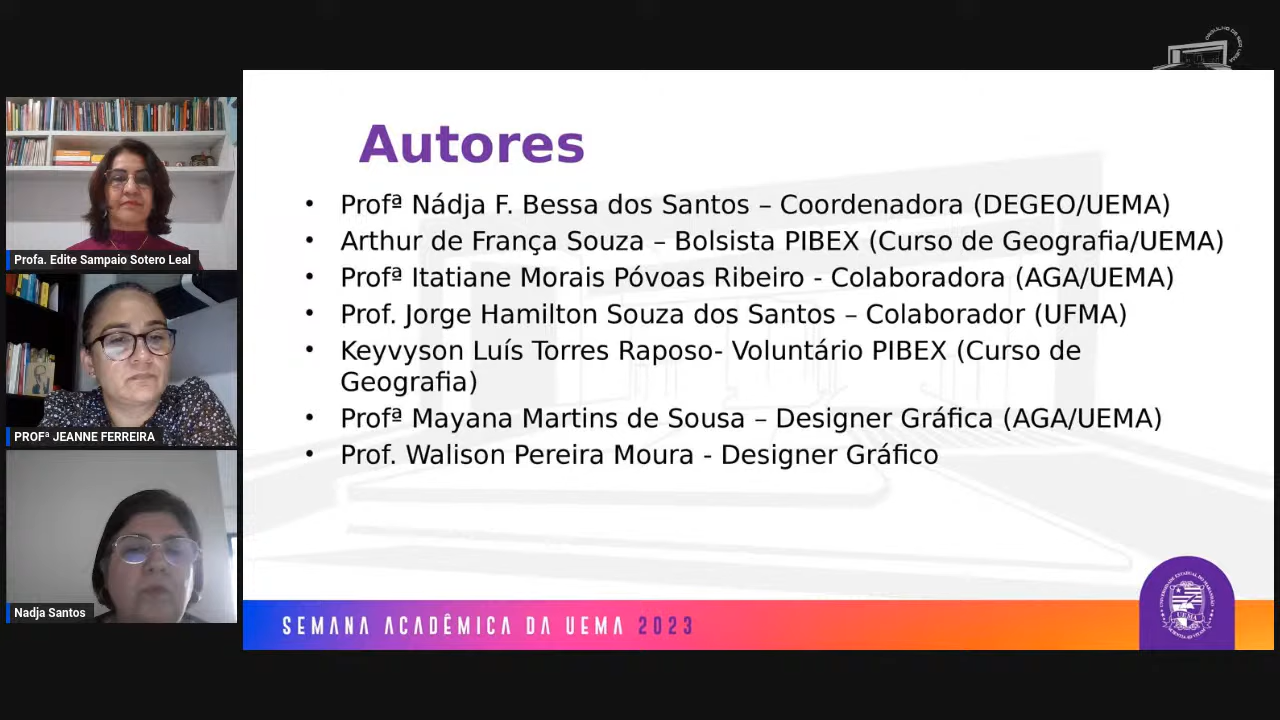 Autores
• Profª Nádja F. Bessa dos Santos – Coordenadora (DEGEO/UEMA)
• Arthur de França Souza – Bolsista PIBEX (Curso de Geografia/UEMA)
• Profª Itatiane Morais Póvoas Ribeiro - Colaboradora (AGA/UEMA)
• Prof. Jorge Hamilton Souza dos Santos – Colaborador (UFMA)
• Keyvyson Luís Torres Raposo- Voluntário PIBEX (Curso de
Geografia)
• Profª Mayana Martins de Sousa – Designer Gráfica (AGA/UEMA)
• Prof. Walison Pereira Moura - Designer Gráfico
SEMANA ACADÊMICA DA UEMA 2023
Profa. Edite Sampaio Sotero Leal
PROFª JEANNE FERREIRA
Nadja Santos